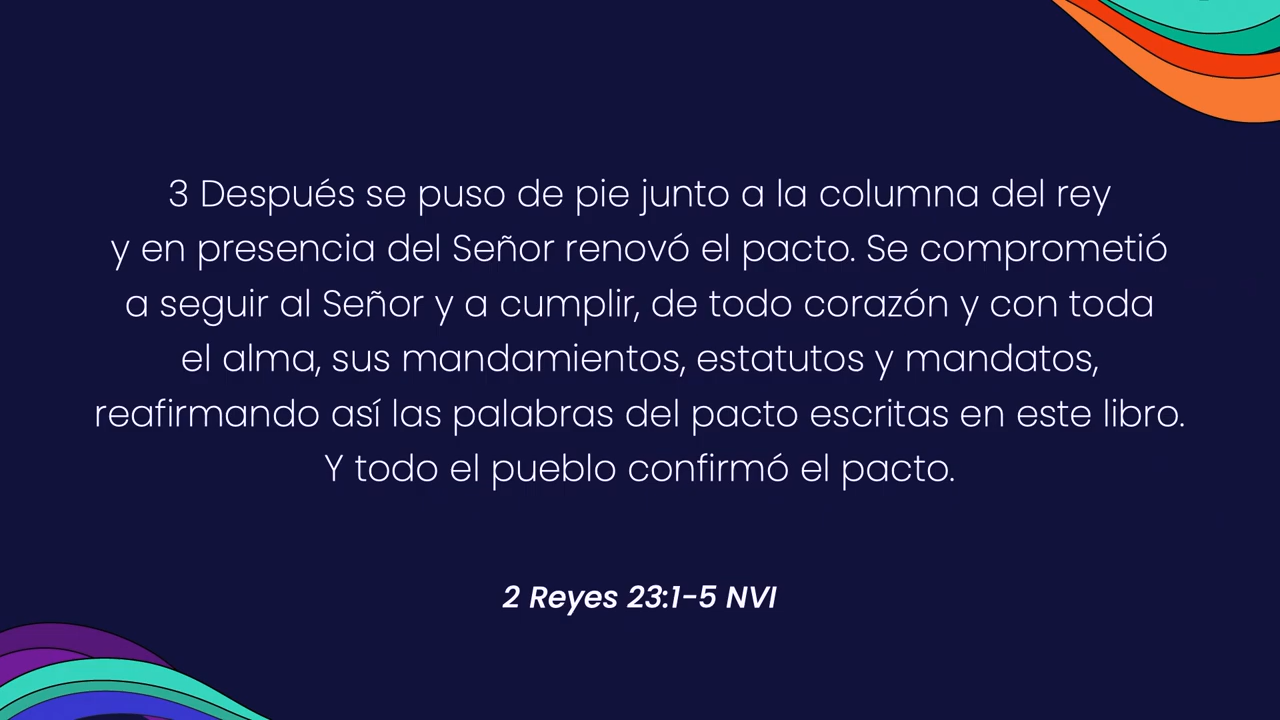 3 Después se puso de pie junto a la columna del rey
y en presencia del Señor renovó el pacto. Se comprometió
a seguir al Señor y a cumplir, de todo corazón y con toda
el alma, sus mandamientos, estatutos y mandatos,
reafirmando así las palabras del pacto escritas en este libro.
Y todo el pueblo confirmó el pacto.
2 Reyes 23:1-5 NVI